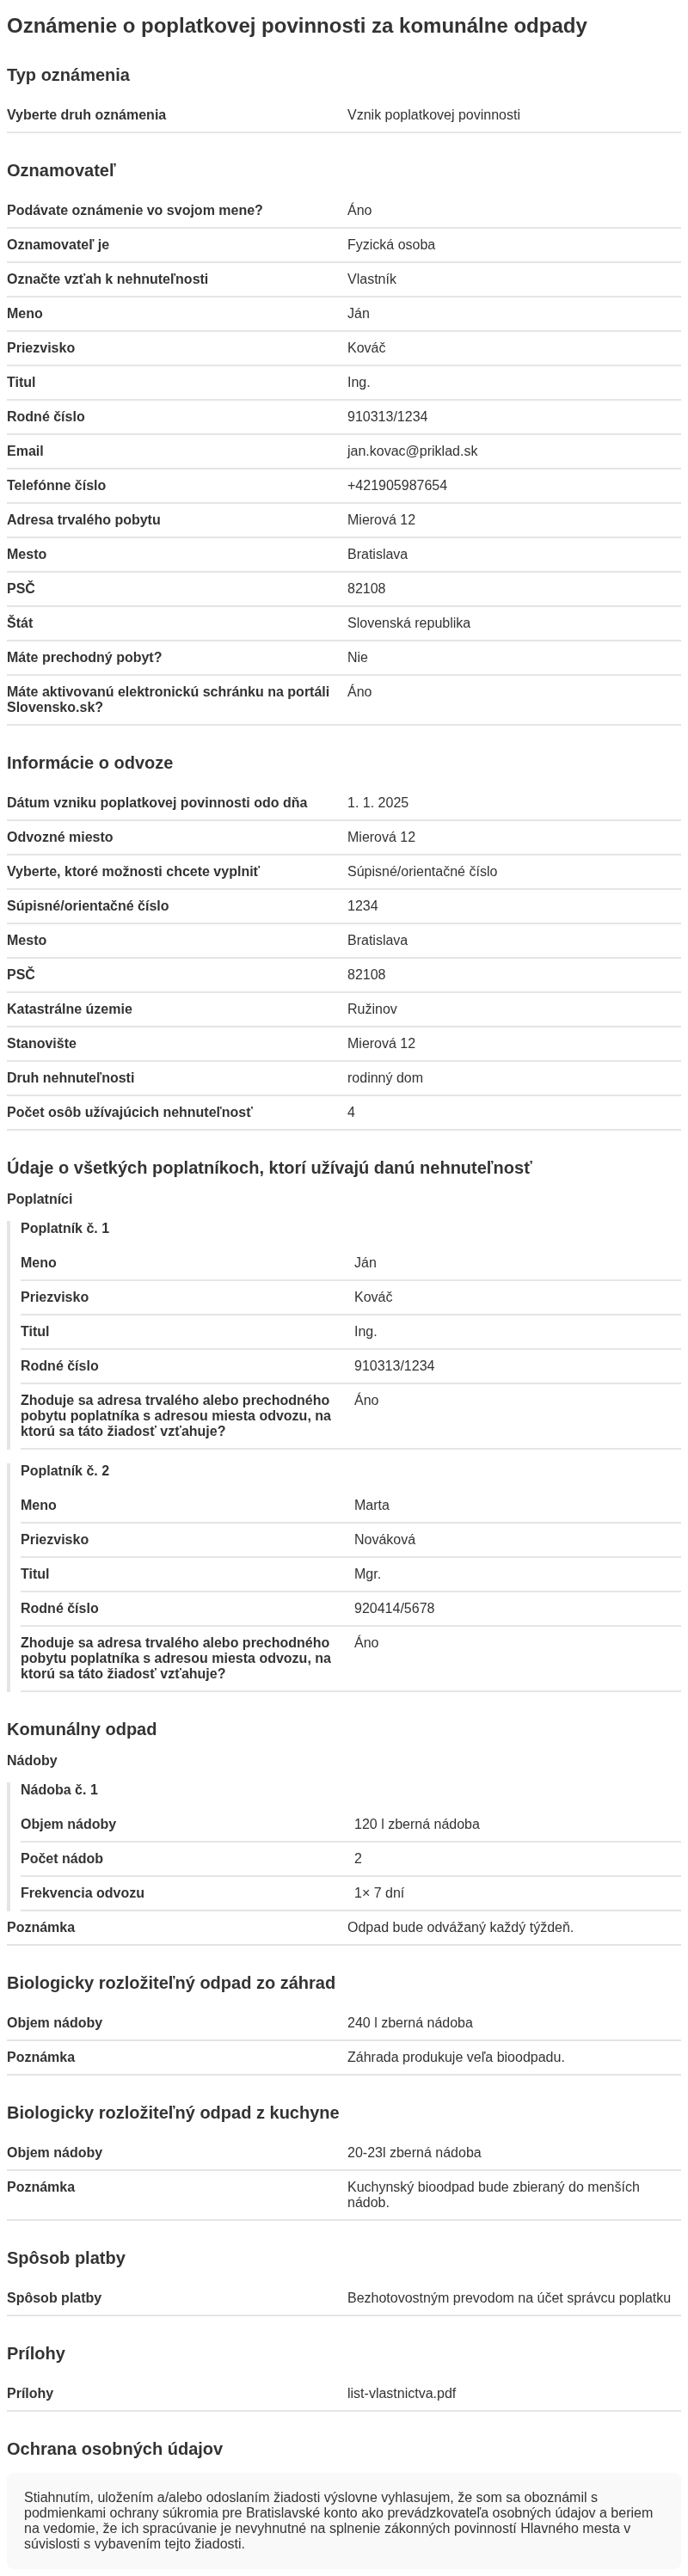 Oznámenie o poplatkovej povinnosti za komunálne odpady
Typ oznámenia
Vyberte druh oznámenia Vznik poplatkovej povinnosti
Oznamovateľ
Podávate oznámenie vo svojom mene? Áno
Oznamovateľ je Fyzická osoba
Označte vzťah k nehnuteľnosti Vlastník
Meno Ján
Priezvisko Kováč
Titul Ing.
Rodné číslo 910313/1234
Email jan.kovac@priklad.sk
Telefónne číslo +421905987654
Adresa trvalého pobytu Mierová 12
Mesto Bratislava
PSČ 82108
Štát Slovenská republika
Máte prechodný pobyt? Nie
Máte aktivovanú elektronickú schránku na portáli Áno
Slovensko.sk?
Informácie o odvoze
Dátum vzniku poplatkovej povinnosti odo dňa 1. 1. 2025
Odvozné miesto Mierová 12
Vyberte, ktoré možnosti chcete vyplniť Súpisné/orientačné číslo
Súpisné/orientačné číslo 1234
Mesto Bratislava
PSČ 82108
Katastrálne územie Ružinov
Stanovište Mierová 12
Druh nehnuteľnosti rodinný dom
Počet osôb užívajúcich nehnuteľnosť 4
Údaje o všetkých poplatníkoch, ktorí užívajú danú nehnuteľnosť
Poplatníci
Poplatník č. 1
Meno Ján
Priezvisko Kováč
Titul Ing.
Rodné číslo 910313/1234
Zhoduje sa adresa trvalého alebo prechodného Áno
pobytu poplatníka s adresou miesta odvozu, na
ktorú sa táto žiadosť vzťahuje?
Poplatník č. 2
Meno Marta
Priezvisko Nováková
Titul Mgr.
Rodné číslo 920414/5678
Zhoduje sa adresa trvalého alebo prechodného Áno
pobytu poplatníka s adresou miesta odvozu, na
ktorú sa táto žiadosť vzťahuje?
Komunálny odpad
Nádoby
Nádoba č. 1
Objem nádoby 120 l zberná nádoba
Počet nádob 2
Frekvencia odvozu 1× 7 dní
Poznámka Odpad bude odvážaný každý týždeň.
Biologicky rozložiteľný odpad zo záhrad
Objem nádoby 240 l zberná nádoba
Poznámka Záhrada produkuje veľa bioodpadu.
Biologicky rozložiteľný odpad z kuchyne
Objem nádoby 20-23l zberná nádoba
Poznámka Kuchynský bioodpad bude zbieraný do menších
nádob.
Spôsob platby
Spôsob platby Bezhotovostným prevodom na účet správcu poplatku
Prílohy
Prílohy list-vlastnictva.pdf
Ochrana osobných údajov
Stiahnutím, uložením a/alebo odoslaním žiadosti výslovne vyhlasujem, že som sa oboznámil s
podmienkami ochrany súkromia pre Bratislavské konto ako prevádzkovateľa osobných údajov a beriem
na vedomie, že ich spracúvanie je nevyhnutné na splnenie zákonných povinností Hlavného mesta v
súvislosti s vybavením tejto žiadosti.